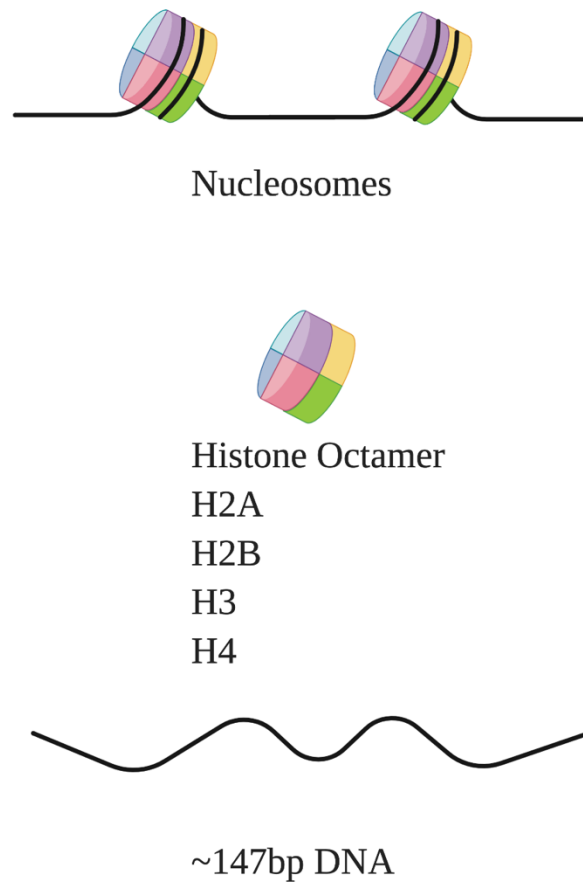 Nucleosomes
Histone Octamer
H2A
H2B
H3
H4
~147bp DNA